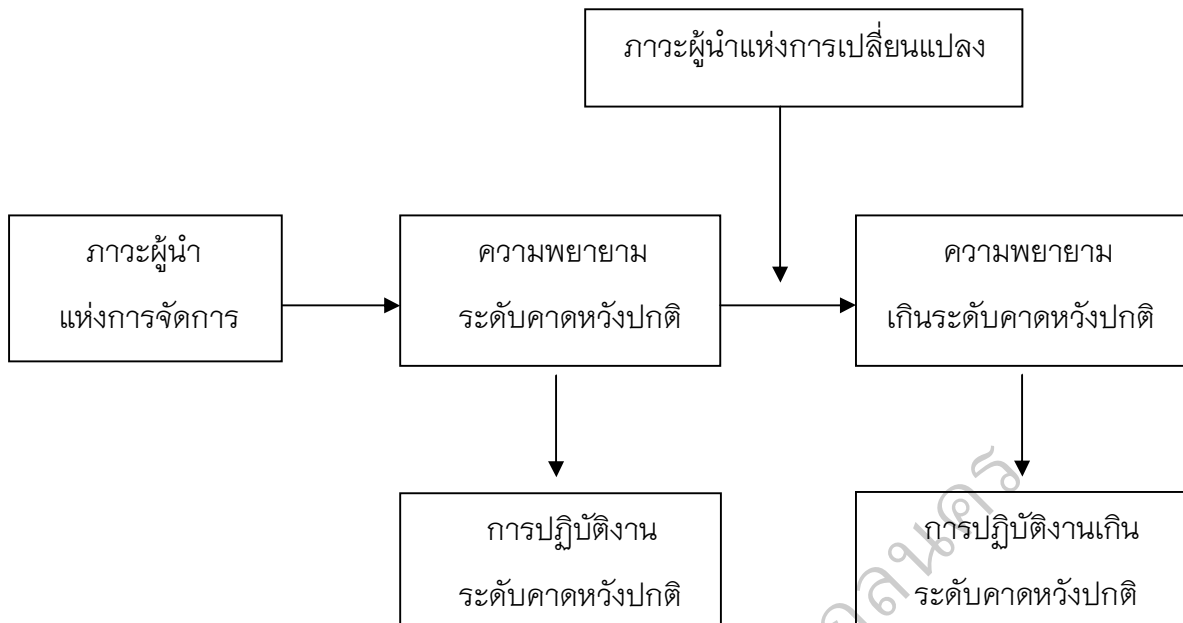 ภาวะผู้นำแห่งการเปลี่ยนแปลง
ภาวะผู้นำ
แห่งการจัดการ
ความพยายาม
ระดับคาดหวังปกติ
ความพยายาม
เกินระดับคาดหวังปกติ
การปฏิบัติงาน
ระดับคาดหวังปกติ
การปฏิบัติงานเกิน
ระดับคาดหวังปกติ